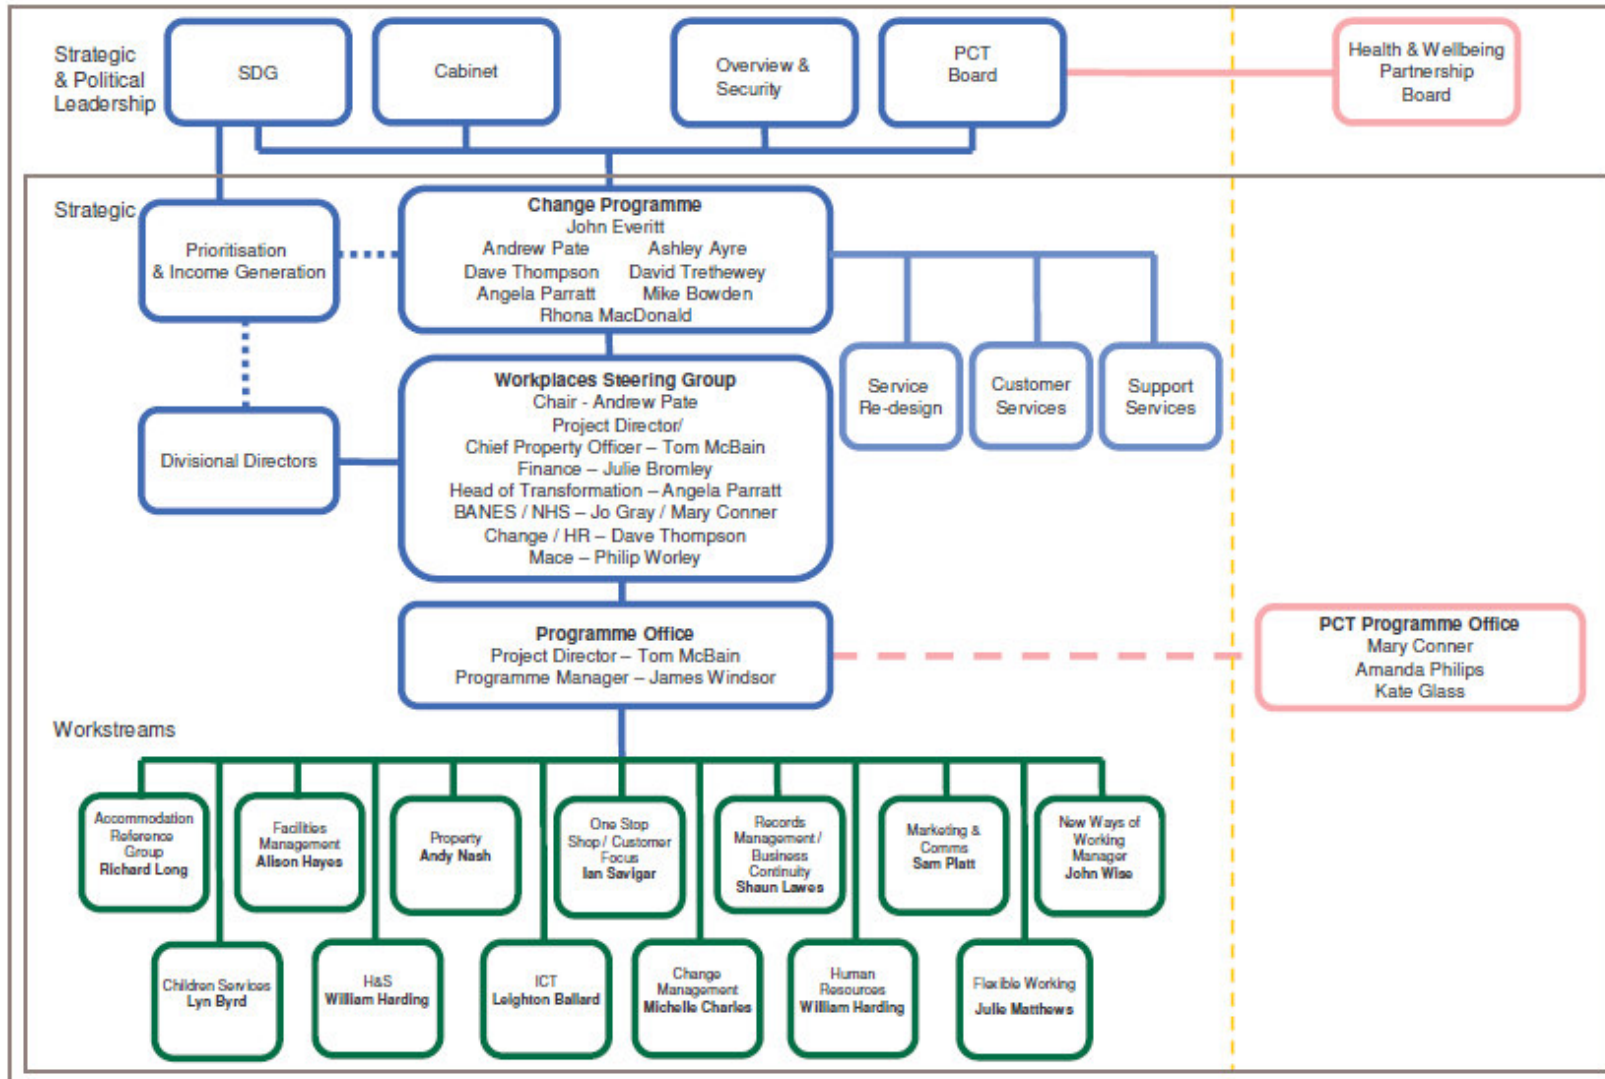 Strategic
& Political
Leadership
SDG
Cabinet
Overview &
Security
PCT
Board
Health & Wellbeing
Partnership
Board
Strategic
Prioritisation
& Income Generation
Change Programme
John Everitt
Andrew Pate Ashley Ayre
Dave Thompson David Trethewey
Angela Parratt Mike Bowden
Rhona MacDonald
Service
Re-design
Customer
Services
Support
Services
Divisional Directors
Workplaces Steering Group
Chair - Andrew Pate
Project Director/
Chief Property Officer – Tom McBain
Finance – Julie Bromley
Head of Transformation – Angela Parratt
BANES / NHS – Jo Gray / Mary Conner
Change / HR – Dave Thompson
Mace – Philip Worley
Programme Office
Project Director – Tom McBain
Programme Manager – James Windsor
PCT Programme Office
Mary Conner
Amanda Philips
Kate Glass
Workstreams
Accommodation
Reference
Group
Richard Long
Facilities
Management
Alison Hayes
Property
Andy Nash
One Stop
Shop / Customer
Focus
Ian Savigar
Records
Management /
Business
Continuity
Shaun Lawes
Marketing &
Comms
Sam Platt
New Ways of
Working
Manager
John Wise
Children Services
Lyn Byrd
H&S
William Harding
ICT
Leighton Ballard
Change
Management
Michelle Charles
Human
Resources
William Harding
Flexible Working
Julie Matthews